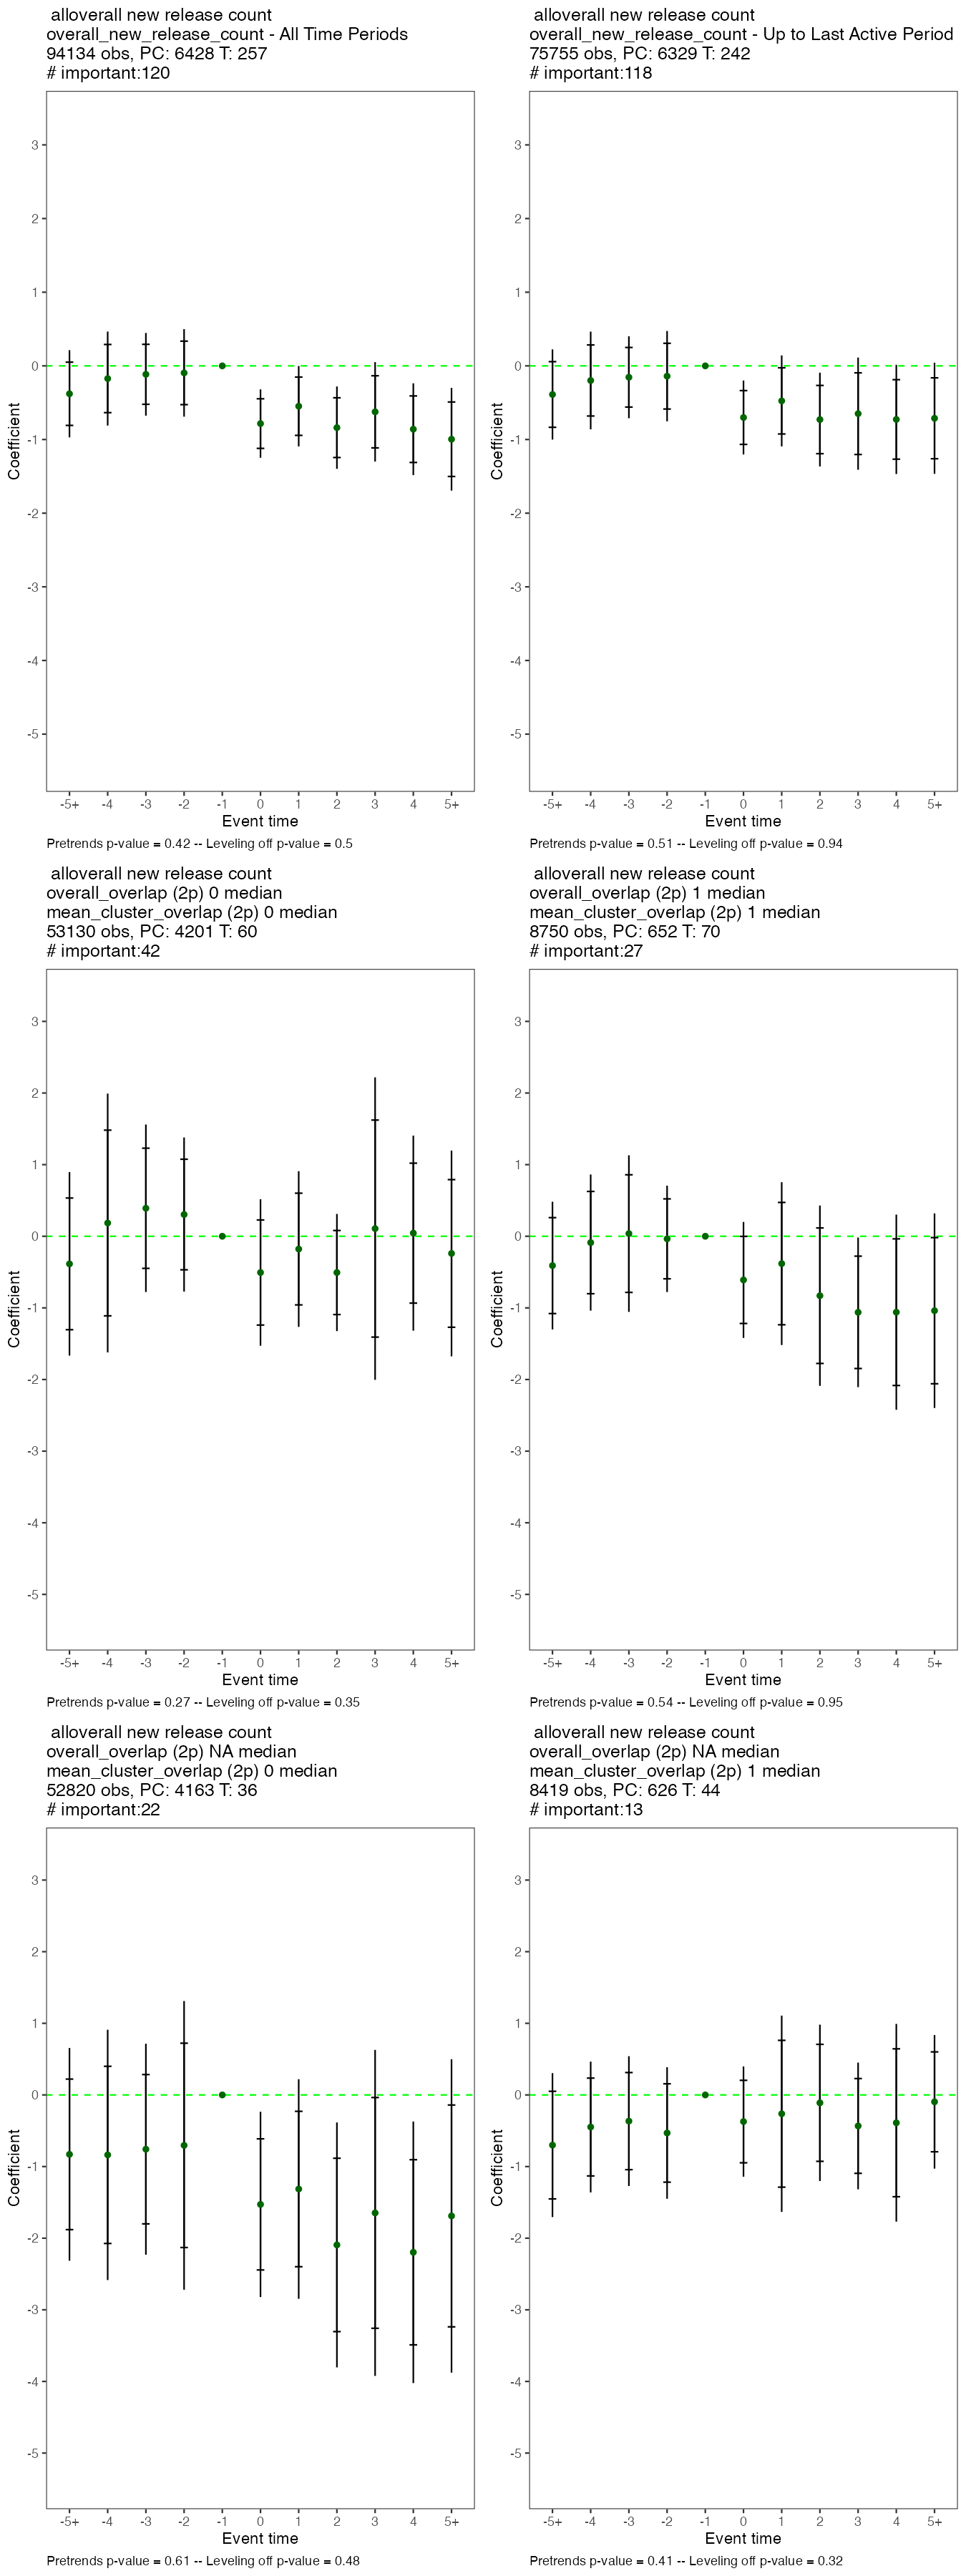 alloverall new release count
overall_new_release_count - All Time Periods
94134 obs, PC: 6428 T: 257
# important:120
3
2
1
0
-1
-2
-3
-4
-5
Coefficient
-5+ -4 -3 -2 -1 0 1 2 3 4 5+
Event time
Pretrends p-value = 0.42 -- Leveling off p-value = 0.5
alloverall new release count
overall_new_release_count - Up to Last Active Period
75755 obs, PC: 6329 T: 242
# important:118
3
2
1
0
-1
-2
-3
-4
-5
Coefficient
-5+ -4 -3 -2 -1 0 1 2 3 4 5+
Event time
Pretrends p-value = 0.51 -- Leveling off p-value = 0.94
alloverall new release count
overall_overlap (2p) 0 median
mean_cluster_overlap (2p) 0 median
53130 obs, PC: 4201 T: 60
# important:42
3
2
1
0
-1
-2
-3
-4
-5
Coefficient
-5+ -4 -3 -2 -1 0 1 2 3 4 5+
Event time
Pretrends p-value = 0.27 -- Leveling off p-value = 0.35
alloverall new release count
overall_overlap (2p) 1 median
mean_cluster_overlap (2p) 1 median
8750 obs, PC: 652 T: 70
# important:27
3
2
1
0
-1
-2
-3
-4
-5
Coefficient
-5+ -4 -3 -2 -1 0 1 2 3 4 5+
Event time
Pretrends p-value = 0.54 -- Leveling off p-value = 0.95
alloverall new release count
overall_overlap (2p) NA median
mean_cluster_overlap (2p) 0 median
52820 obs, PC: 4163 T: 36
# important:22
3
2
1
0
-1
-2
-3
-4
-5
Coefficient
-5+ -4 -3 -2 -1 0 1 2 3 4 5+
Event time
Pretrends p-value = 0.61 -- Leveling off p-value = 0.48
alloverall new release count
overall_overlap (2p) NA median
mean_cluster_overlap (2p) 1 median
8419 obs, PC: 626 T: 44
# important:13
3
2
1
0
-1
-2
-3
-4
-5
Coefficient
-5+ -4 -3 -2 -1 0 1 2 3 4 5+
Event time
Pretrends p-value = 0.41 -- Leveling off p-value = 0.32